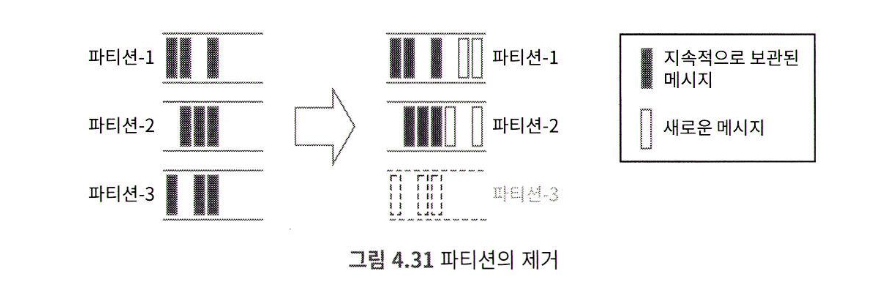 파티션-1
파티션-2
파티션-3
파티션-1
파티션-2
파티션-3
지속적으로 보관된
메시지
새로운 메시지
그림 4.31 파티션의 제거